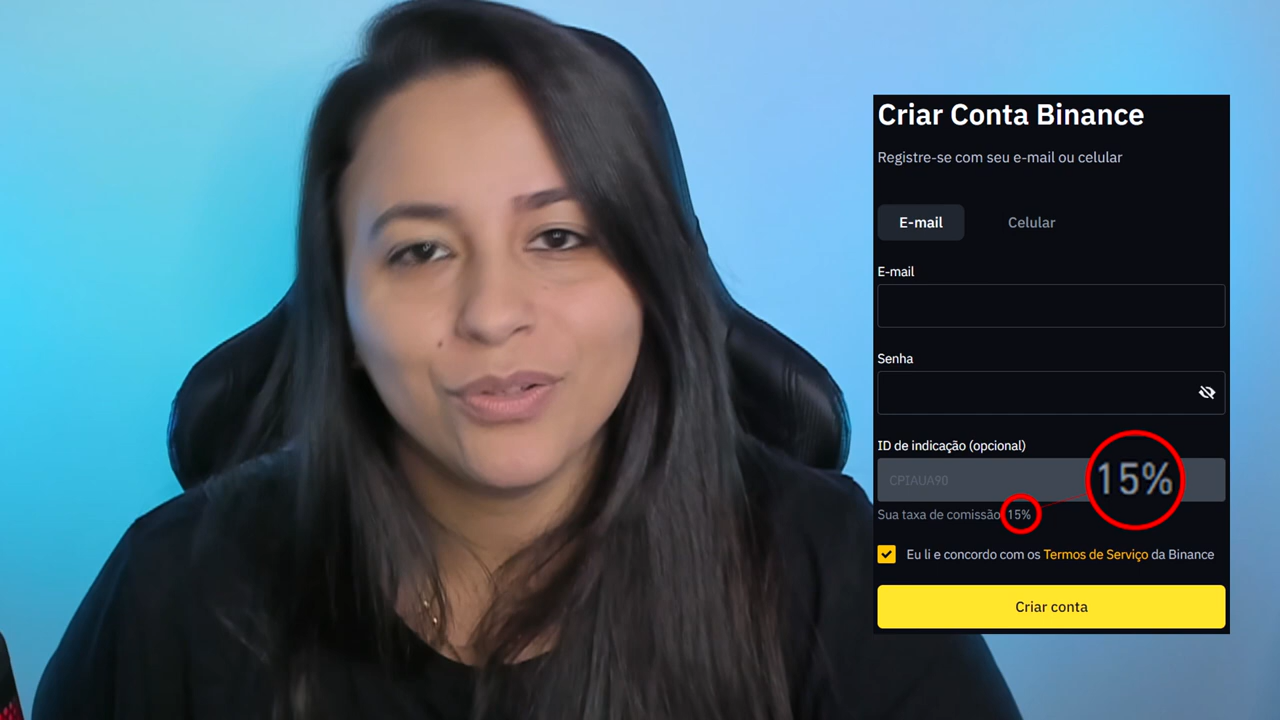 Criar Conta Binance
Registre-se com seu e-mail ou celular
E-mail Celular
E-mail
Senha
ID de indicação (opcional)
CPIAUA90
15%
Sua taxa de comissão 15%
Eu li e concordo com os Termos de Serviço da Binance
Criar conta